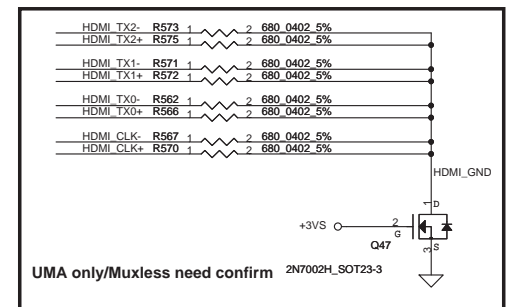 HDMI_TX2- R573 1 2 680_0402_5%
HDMI_TX2+ R575 1 2 680_0402_5%
HDMI_TX1- R571 1 2 680_0402_5%
HDMI_TX1+ R572 1 2 680_0402_5%
HDMI_TX0- R562 1 2 680_0402_5%
HDMI_TX0+ R566 1 2 680_0402_5%
HDMI_CLK- R567 1 2 680_0402_5%
HDMI_CLK+ R570 1 2 680_0402_5%
HDMI_GND
1 D
+3VS 2
G
Q47
3 S
UMA only/Muxless need confirm 2N7002H_SOT23-3